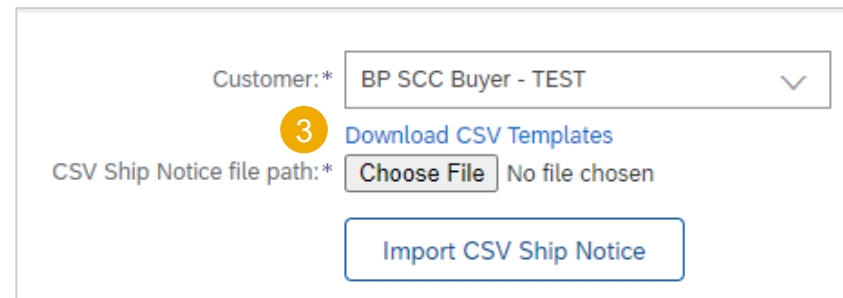 Customer:* BP SCC Buyer - TEST
3 Download CSV Templates
CSV Ship Notice file path:* Choose File No file chosen
Import CSV Ship Notice